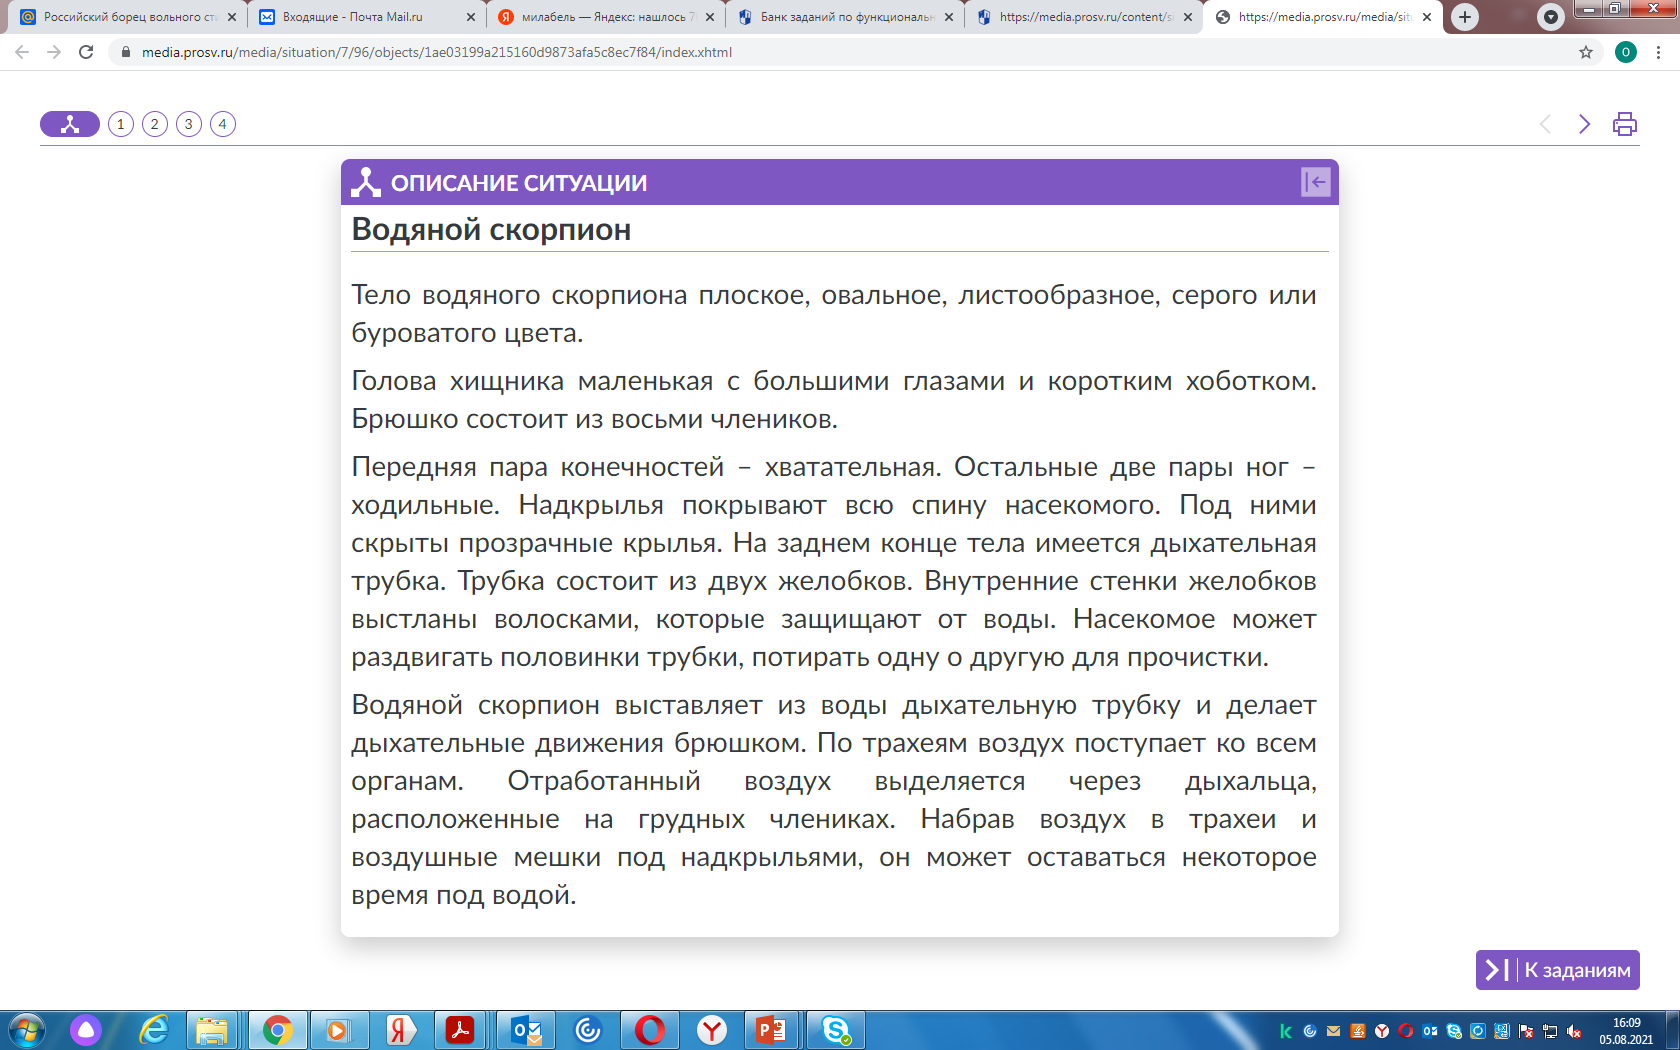 Российский борец вольного ст
Входящие - Почта Mail.ru
милабель — Яндекс: нашлось 7
Банк заданий по функциональн
https://media.prosv.ru/content/si
https://media.prosv.ru/media/situ
media.prosv.ru/media/situation/7/96/objects/1ae03199a215160d9873afa5c8ec7f84/index.xhtml
1 2 3 4
ОПИСАНИЕ СИТУАЦИИ
Водяной скорпион
Тело водяного скорпиона плоское, овальное, листообразное, серого или
буроватого цвета.
Голова хищника маленькая с большими глазами и коротким хоботком.
Брюшко состоит из восьми члеников.
Передняя пара конечностей – хватательная. Остальные две пары ног –
ходильные. Надкрылья покрывают всю спину насекомого. Под ними
скрыты прозрачные крылья. На заднем конце тела имеется дыхательная
трубка. Трубка состоит из двух желобков. Внутренние стенки желобков
выстланы волосками, которые защищают от воды. Насекомое может
раздвигать половинки трубки, потирать одну о другую для прочистки.
Водяной скорпион выставляет из воды дыхательную трубку и делает
дыхательные движения брюшком. По трахеям воздух поступает ко всем
органам. Отработанный воздух выделяется через дыхальца,
расположенные на грудных члениках. Набрав воздух в трахеи и
воздушные мешки под надкрыльями, он может оставаться некоторое
время под водой.
К заданиям
16:09
05.08.2021